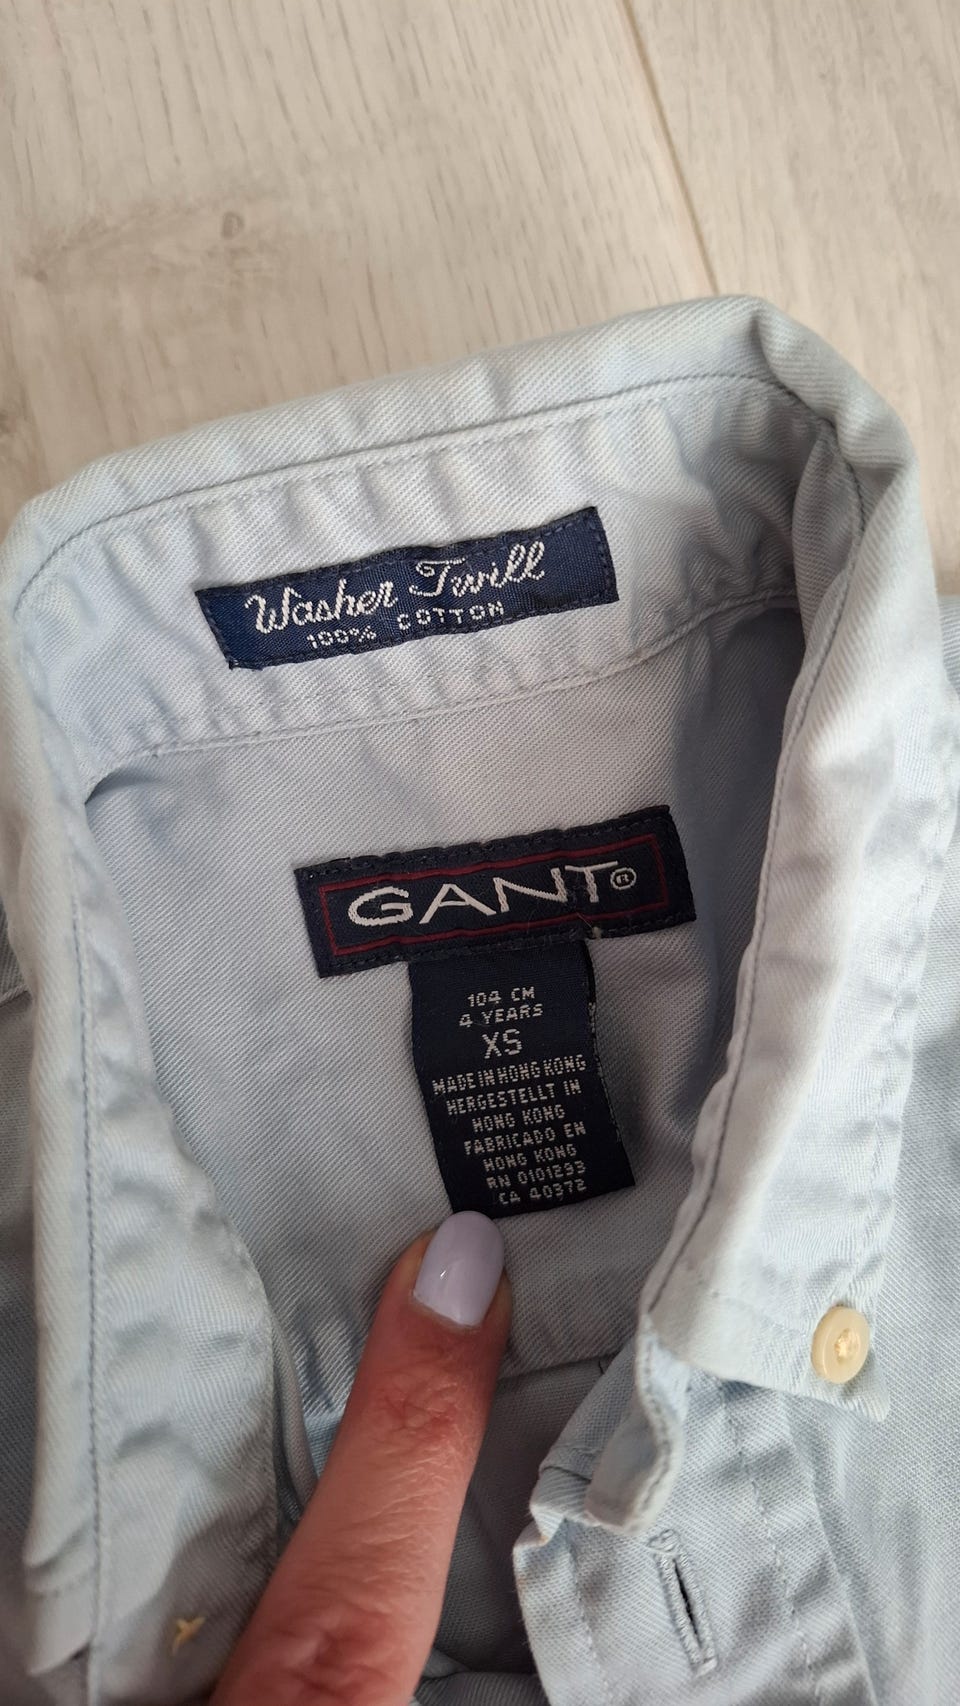 Washer Twill
100% COTTON
GANT®
104 CM
4 YEARS
XS
MADE IN HONG KONG
HERGESTELLT IN
HONG KONG
FABRICADO EN
HONG KONG
RN 0101293
CA 40372